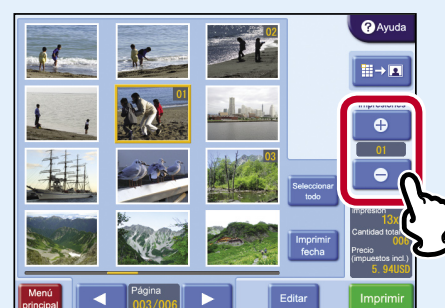 Ayuda
02
01
03
Impresiones
01
Seleccionar
todo
Imprimir
fecha
Impresión
13x
Cantidad total
006
Precio
(impuestos incl.)
5.94USD
Menú
principal
Página
003/006
Editar
Imprimir